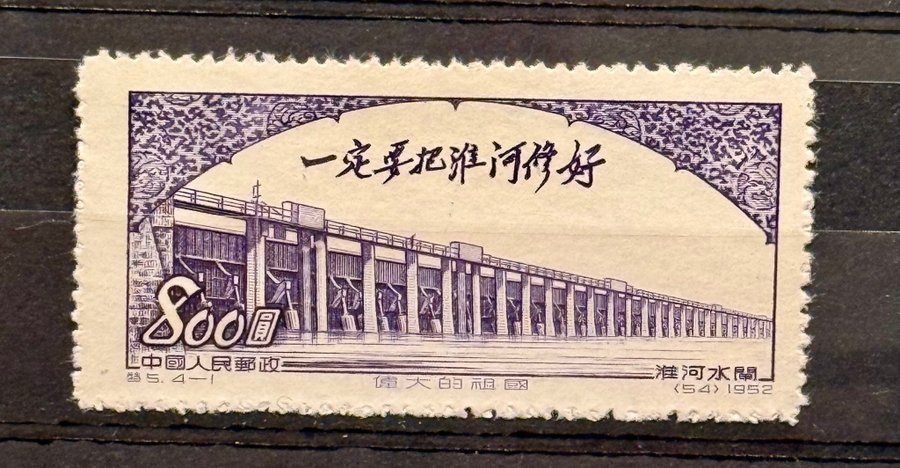 一定要把淮河修好
800圓
中國人民郵政
特5. 4-1
偉大的祖國
淮河水閘
(54) 1952